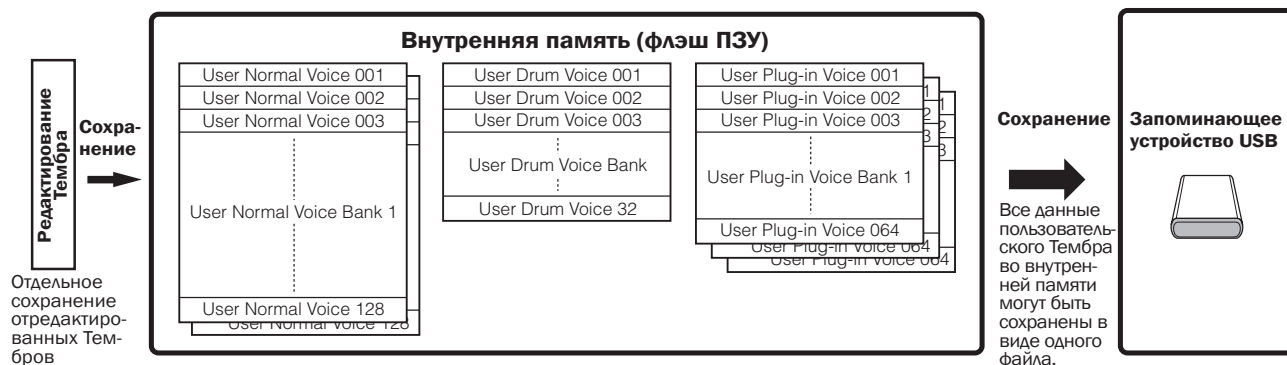 Редактирование
Тембра
Сохра-
нение
Отдельное
сохранение
отредактиро-
ванных Тем-
бров
Внутренняя память (флэш ПЗУ)
User Normal Voice 001
User Normal Voice 002
User Normal Voice 003
User Normal Voice Bank 1
User Normal Voice 128
User Normal Voice 128
User Drum Voice 001
User Drum Voice 002
User Drum Voice 003
User Drum Voice Bank
User Drum Voice 32
User Plug-in Voice 001
User Plug-in Voice 002
User Plug-in Voice 003
User Plug-in Voice Bank 1
User Plug-in Voice 064
User Plug-in Voice 064
User Plug-in Voice 064
1
2
3
1
2
3
Сохранение
Все данные
пользователь-
ского Тембра
во внутрен-
ней памяти
могут быть
сохранены в
виде одного
файла.
Запоминающее
устройство USB